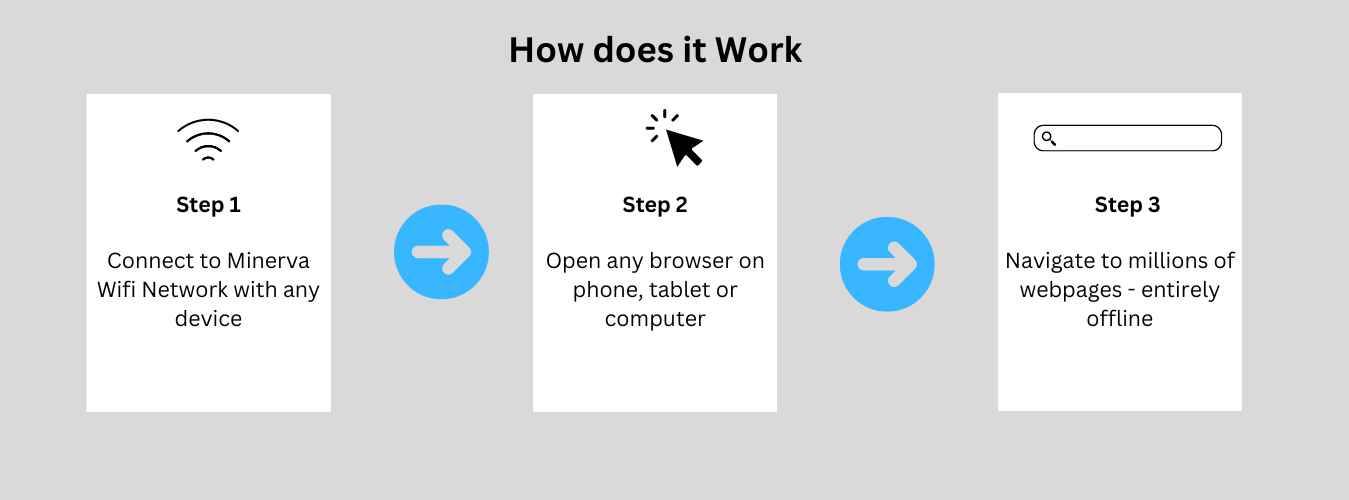 How does it Work
Step 1
Connect to Minerva
Wifi Network with any
device
Step 2
Open any browser on
phone, tablet or
computer
Step 3
Navigate to millions of
webpages - entirely
offline